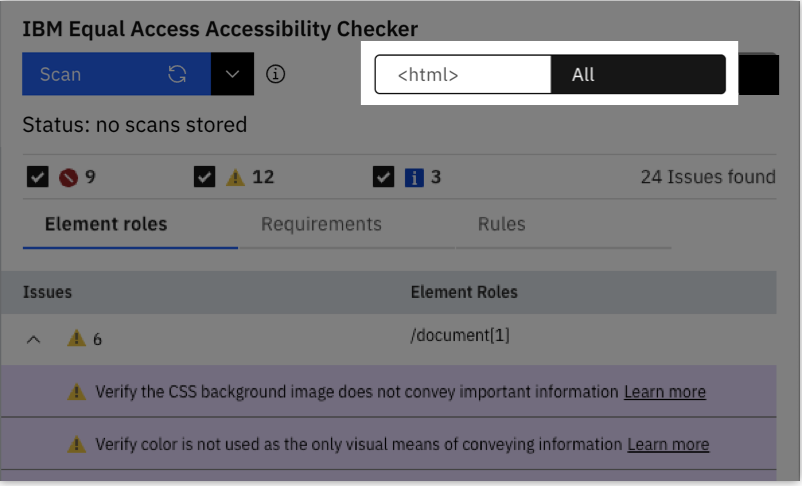 IBM Equal Access Accessibility Checker
Scan
<html> All
Status: no scans stored
9 12 3 24 Issues found
Element roles Requirements Rules
Issues Element Roles
6 /document[1]
Verify the CSS background image does not convey important information Learn more
Verify color is not used as the only visual means of conveying information Learn more